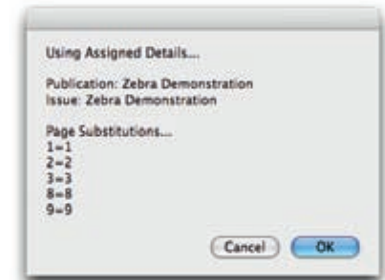 Using Assigned Details...
Publication: Zebra Demonstration
Issue: Zebra Demonstration
Page Substitutions...
1=1
2=2
3=3
8=8
9=9
Cancel
OK